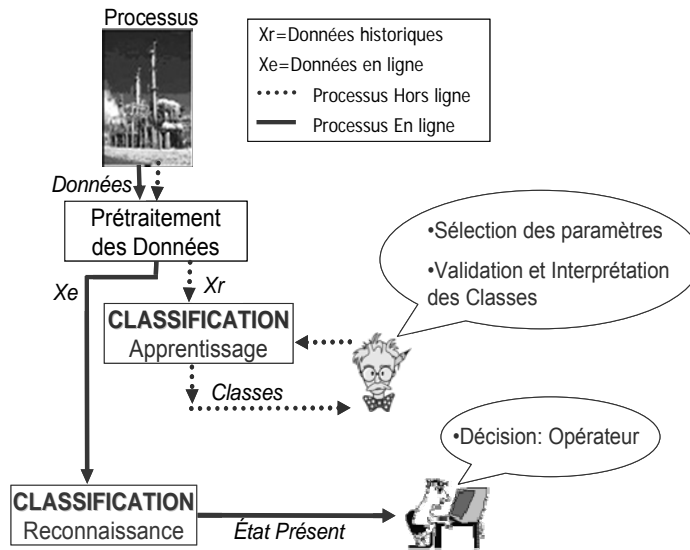 Processus
Xr=Données historiques
Xe=Données en ligne
Processus Hors ligne
Processus En ligne
Données
Prétraitement
des Données
Xe
Xr
•Sélection des paramètres
•Validation et Interprétation
des Classes
CLASSIFICATION
Apprentissage
Classes
•Décision: Opérateur
CLASSIFICATION
Reconnaissance
État Présent